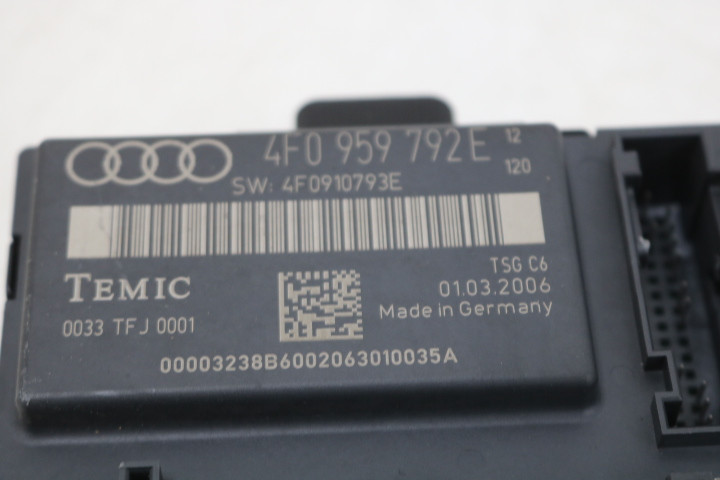 4F0 959 792E 12
SW: 4F0910793E 120
TEMIC
TSG C6
01.03.2006
0033 TFJ 0001
Made in Germany
00003238B6002063010035A